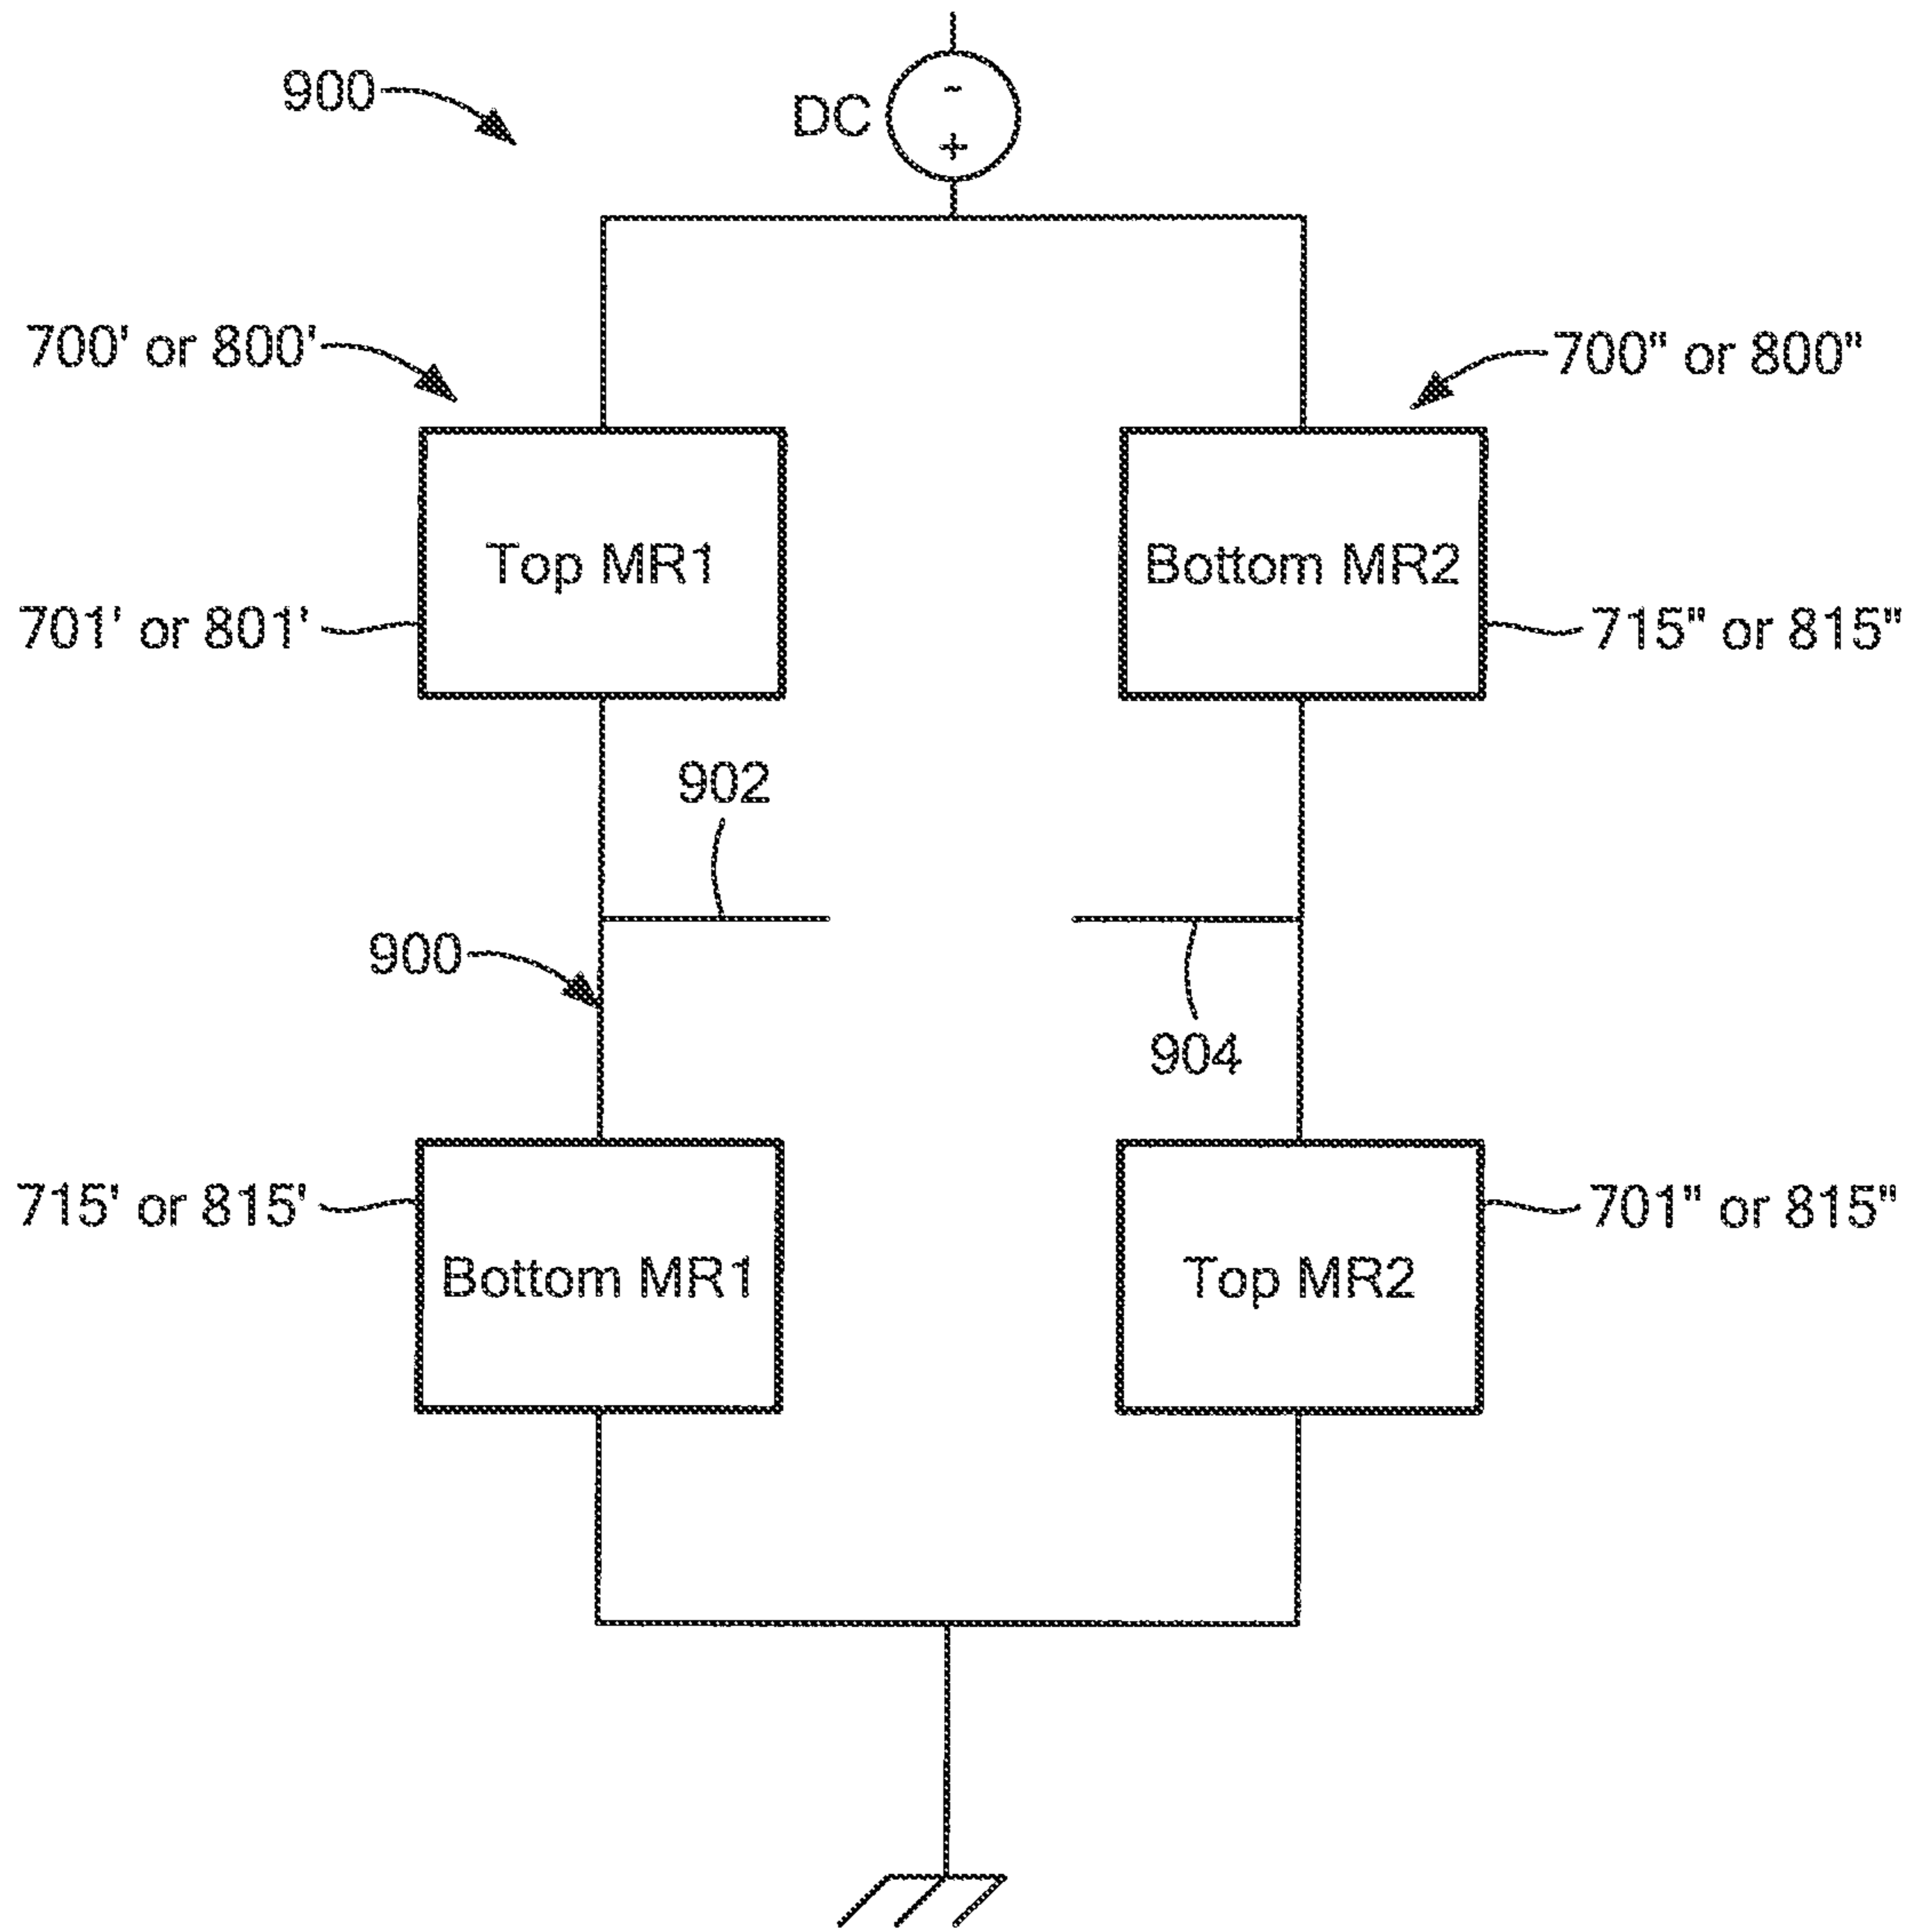 900
DC
-
+
700' or 800'
700" or 800"
Top MR1
Bottom MR2
701' or 801'
715" or 815"
902
900
904
715' or 815'
701" or 815"
Bottom MR1
Top MR2